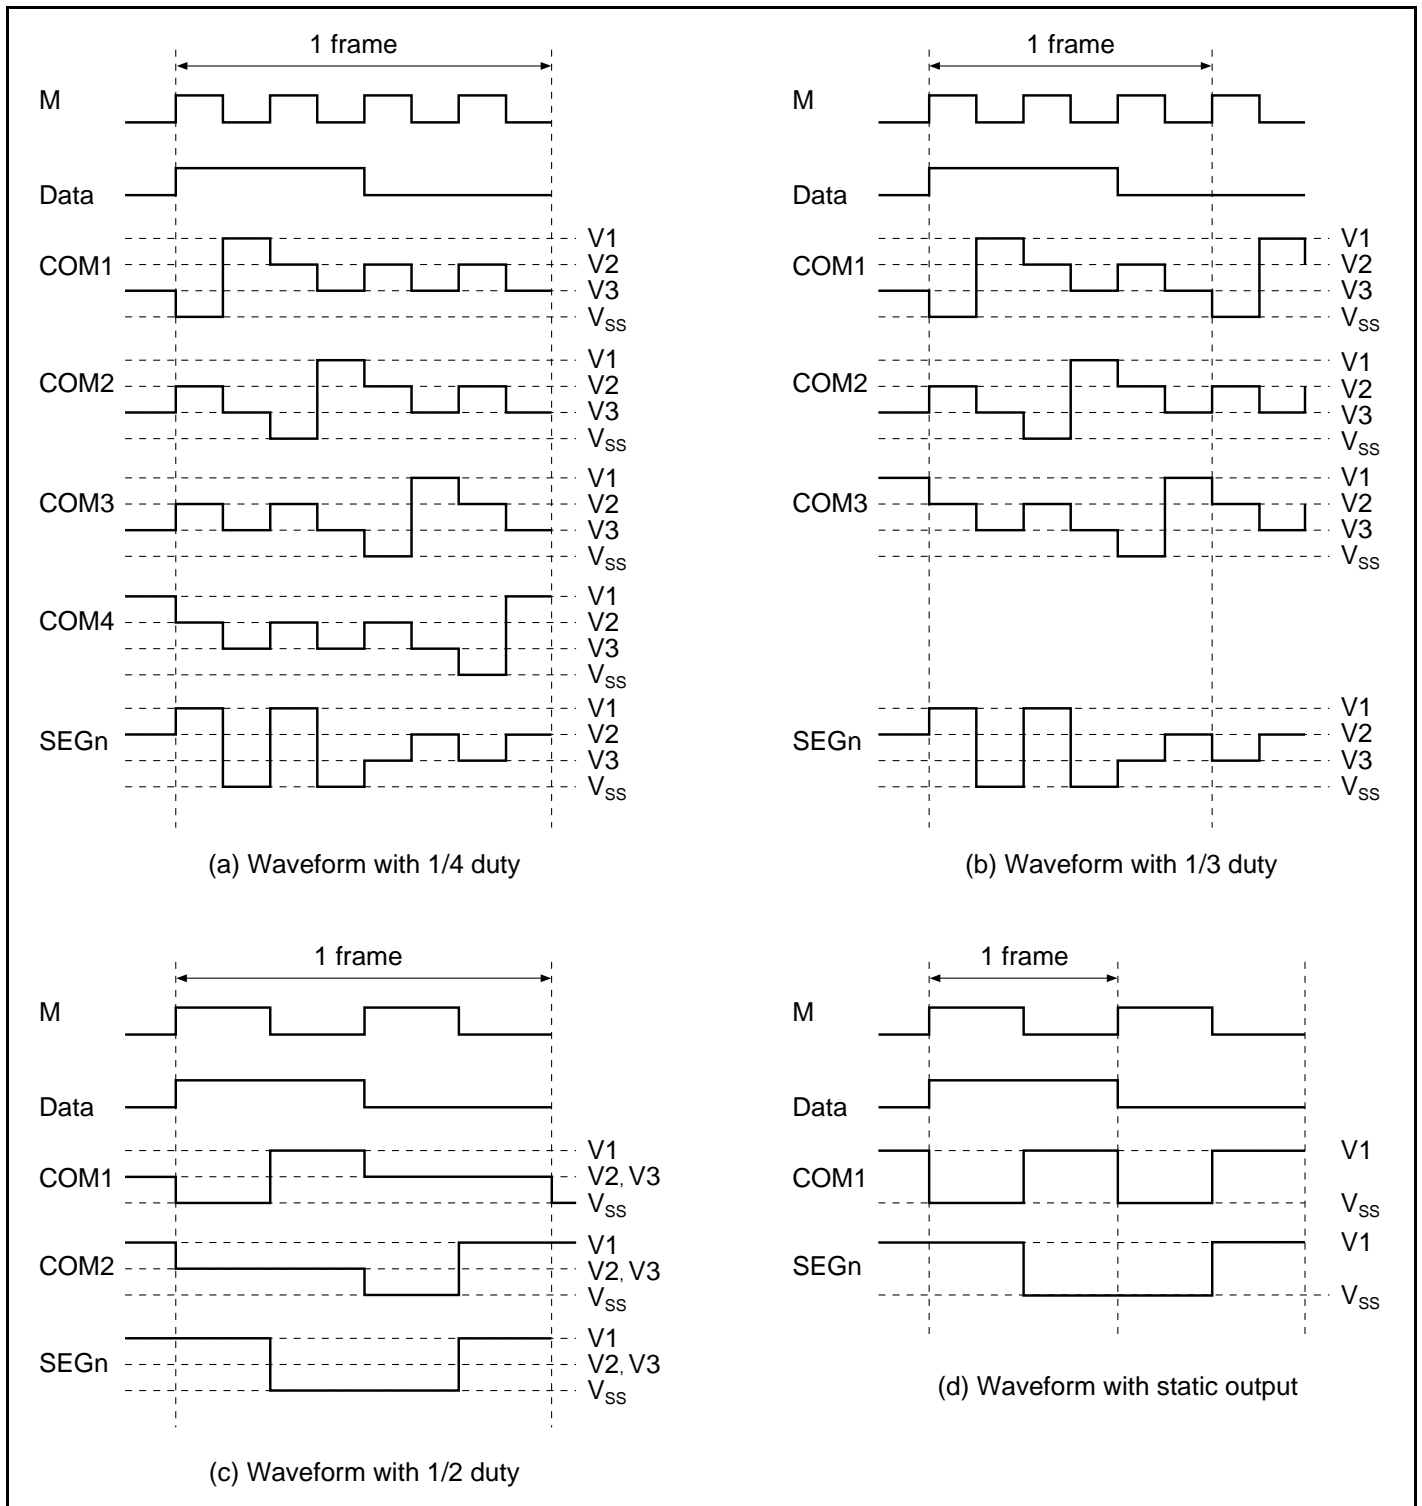 1 frame
M
Data
COM1
V1
V2
V3
VSS
COM2
V1
V2
V3
VSS
COM3
V1
V2
V3
VSS
COM4
V1
V2
V3
VSS
SEGn
V1
V2
V3
VSS
(a) Waveform with 1/4 duty
1 frame
M
Data
COM1
V1
V2
V3
VSS
COM2
V1
V2
V3
VSS
COM3
V1
V2
V3
VSS
SEGn
V1
V2
V3
VSS
(b) Waveform with 1/3 duty
1 frame
M
Data
COM1
V1
V2, V3
VSS
COM2
V1
V2, V3
VSS
SEGn
V1
V2, V3
VSS
(c) Waveform with 1/2 duty
1 frame
M
Data
COM1
V1
VSS
SEGn
V1
VSS
(d) Waveform with static output